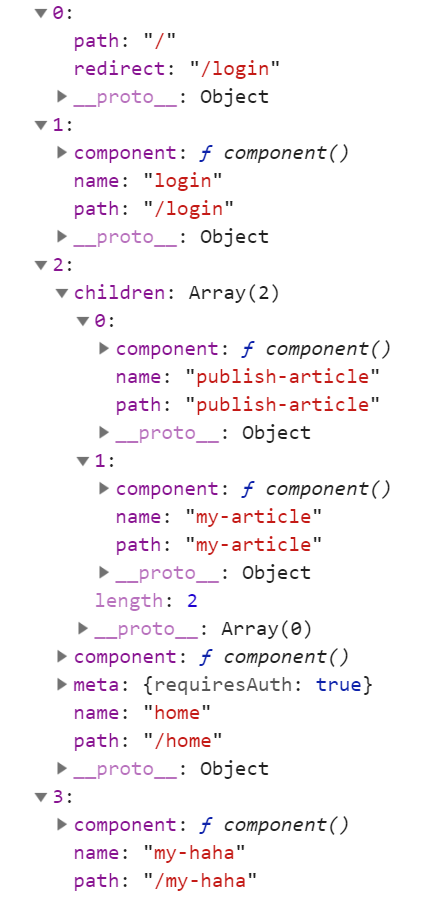 0:
path: "/"
redirect: "/login"
__proto__: Object
1:
component: ƒ component()
name: "login"
path: "/login"
__proto__: Object
2:
children: Array(2)
0:
component: ƒ component()
name: "publish-article"
path: "publish-article"
__proto__: Object
1:
component: ƒ component()
name: "my-article"
path: "my-article"
__proto__: Object
length: 2
__proto__: Array(0)
component: ƒ component()
meta: {requiresAuth: true}
name: "home"
path: "/home"
__proto__: Object
3:
component: ƒ component()
name: "my-haha"
path: "/my-haha"